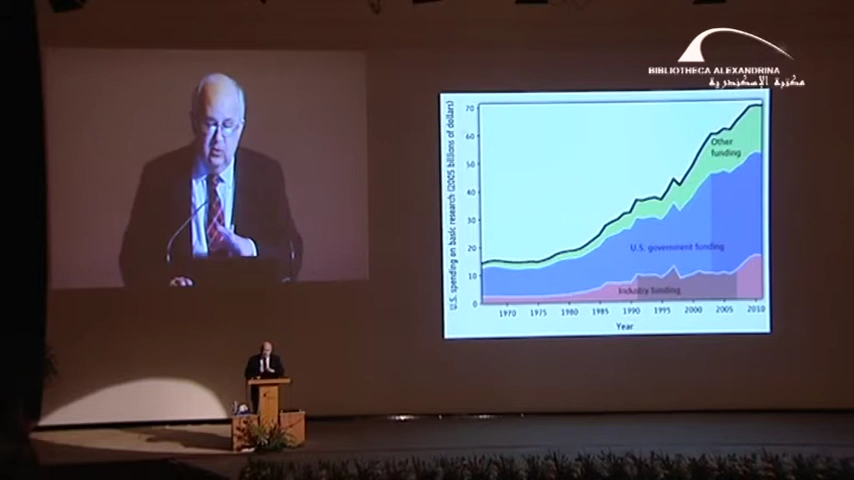 BIBLIOTHECA ALEXANDRINA
مكتبة الإسكندرية
U.S. spending on basic research (2005 billions of dollars)
70
60
50
40
30
20
10
0
Other
funding
U.S. government funding
Industry funding
1970 1975 1980 1985 1990 1995 2000 2005 2010
Year